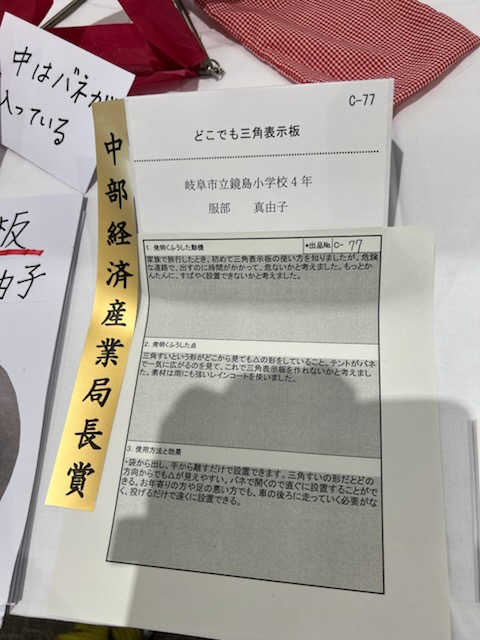 中はバネが
入っている
C-77
どこでも三角表示板
岐阜市立鏡島小学校4年
服部　真由子
中部経済産業局長賞
板
由子
1. 発明くふうした動機
*出品No. C- 77
家族で旅行したとき、初めて三角表示板の使い方を知りましたが、危険
な道路で、出すのに時間がかかって、危ないかと考えました。もっとか
んたんに、すばやく設置できないかと考えました。
2. 発明くふうした点
三角すいという形がどこから見ても△の形をしていること、テントがバネ
で一気に広がるのを見て、これで三角表示板を作れないかと考えまし
た。素材は雨にも強いレインコートを使いました。
3. 使用方法と効果
・袋から出し、手から離すだけで設置できます。三角すいの形だとどの
方向からでも△が見えやすい。バネで開くので直ぐに設置することがで
きる。お年寄りの方や足の悪い方でも、車の後ろに走っていく必要がな
く、投げるだけで遠くに設置できる。